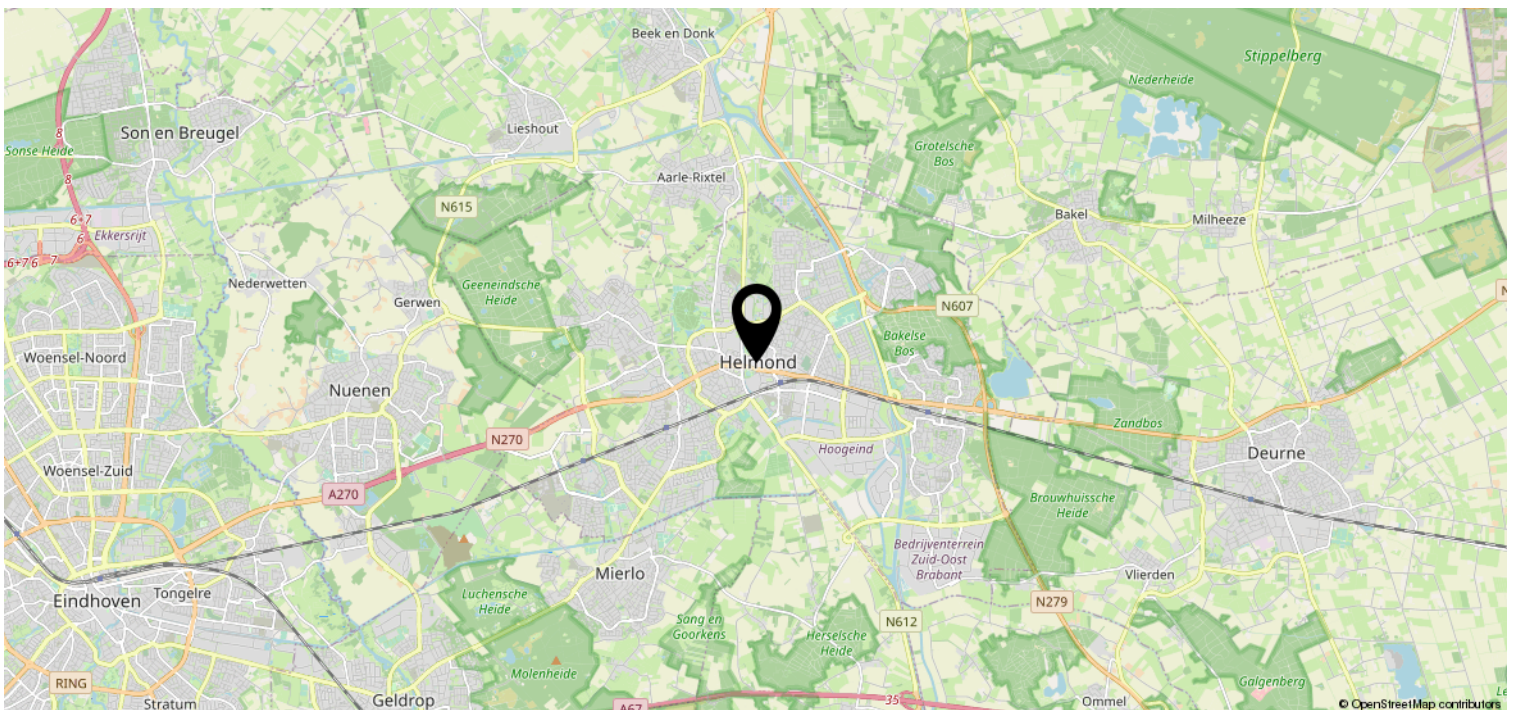 Beek en Donk
Stippelberg
Nederheide
8
Son en Breugel
Lieshout
Sonse Heide
Grotelsche
Bos
8
Aarle-Rixtel
N615
Bakel
Milheeze
6+7
6
Ekkersrijt
6+7 6
7
Nederwetten
Geeneindsche
Heide
Gerwen
N607
Bakelse
Bos
Woensel-Noord
Helmond
Nuenen
Zandbos
N270
Hoogeind
Deurne
Woensel-Zuid
A270
Brouwhuissche
Heide
Bedrijventerrein
Zuid-Oost
Brabant
Mierlo
Vlierden
Eindhoven
Tongelre
Luchensche
Heide
N279
Sang en
Goorkens
N612
Herselsche
Heide
Molenheide
RING
Galgenberg
Stratum
Geldrop
A67
35
Ommel
© OpenStreetMap contributors